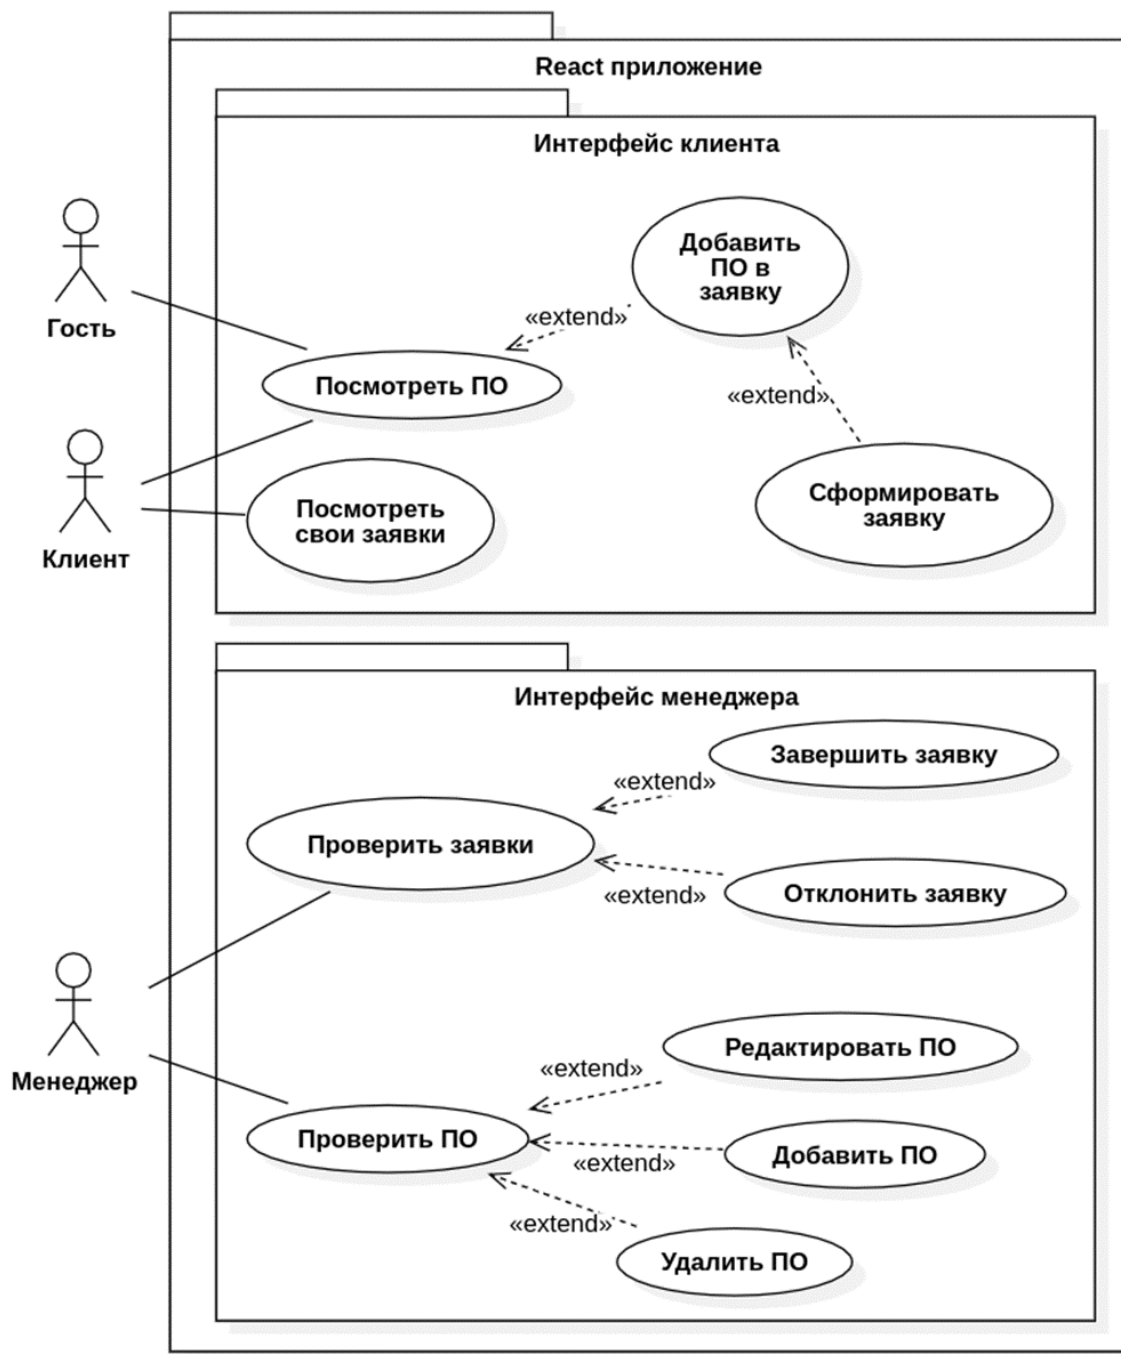 React приложение
Интерфейс клиента
Добавить
ПО в
заявку
«extend»
Гость
Посмотреть ПО
«extend»
Посмотреть
свои заявки
Сформировать
заявку
Клиент
Интерфейс менеджера
Завершить заявку
«extend»
Проверить заявки
Отклонить заявку
«extend»
Менеджер
Редактировать ПО
«extend»
Проверить ПО
Добавить ПО
«extend»
«extend»
Удалить ПО